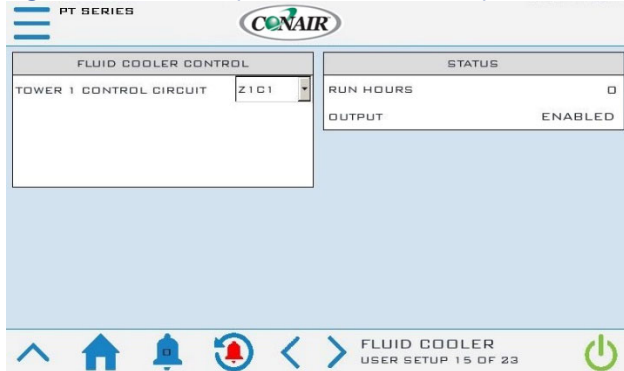 PT SERIES
CONAIR
FLUID COOLER CONTROL
TOWER 1 CONTROL CIRCUIT Z1C1
STATUS
RUN HOURS 0
OUTPUT ENABLED
0
FLUID COOLER
USER SETUP 15 OF 23